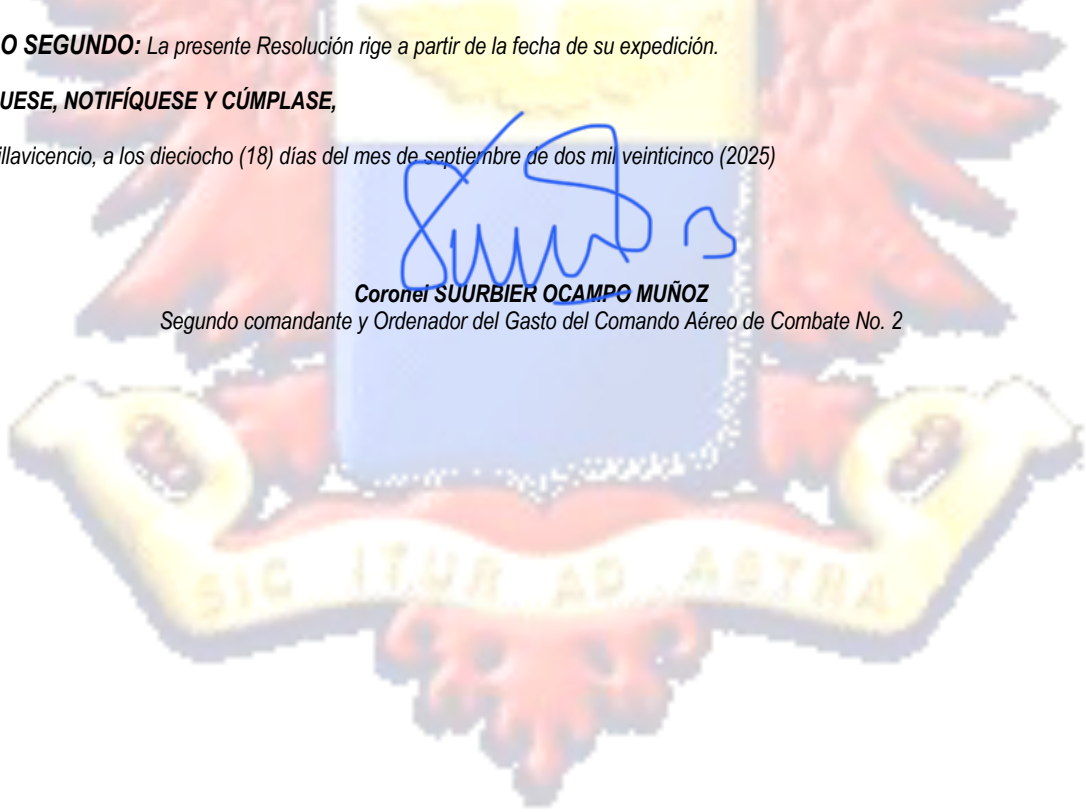 O SEGUNDO: La presente Resolución rige a partir de la fecha de su expedición.
UESE, NOTIFÍQUESE Y CÚMPLASE,
illavicencio, a los dieciocho (18) días del mes de septiembre de dos mil veinticinco (2025)
Coronel SUURBIER OCAMPO MUÑOZ
Segundo comandante y Ordenador del Gasto del Comando Aéreo de Combate No. 2
SIC ITUR AD ASTRA